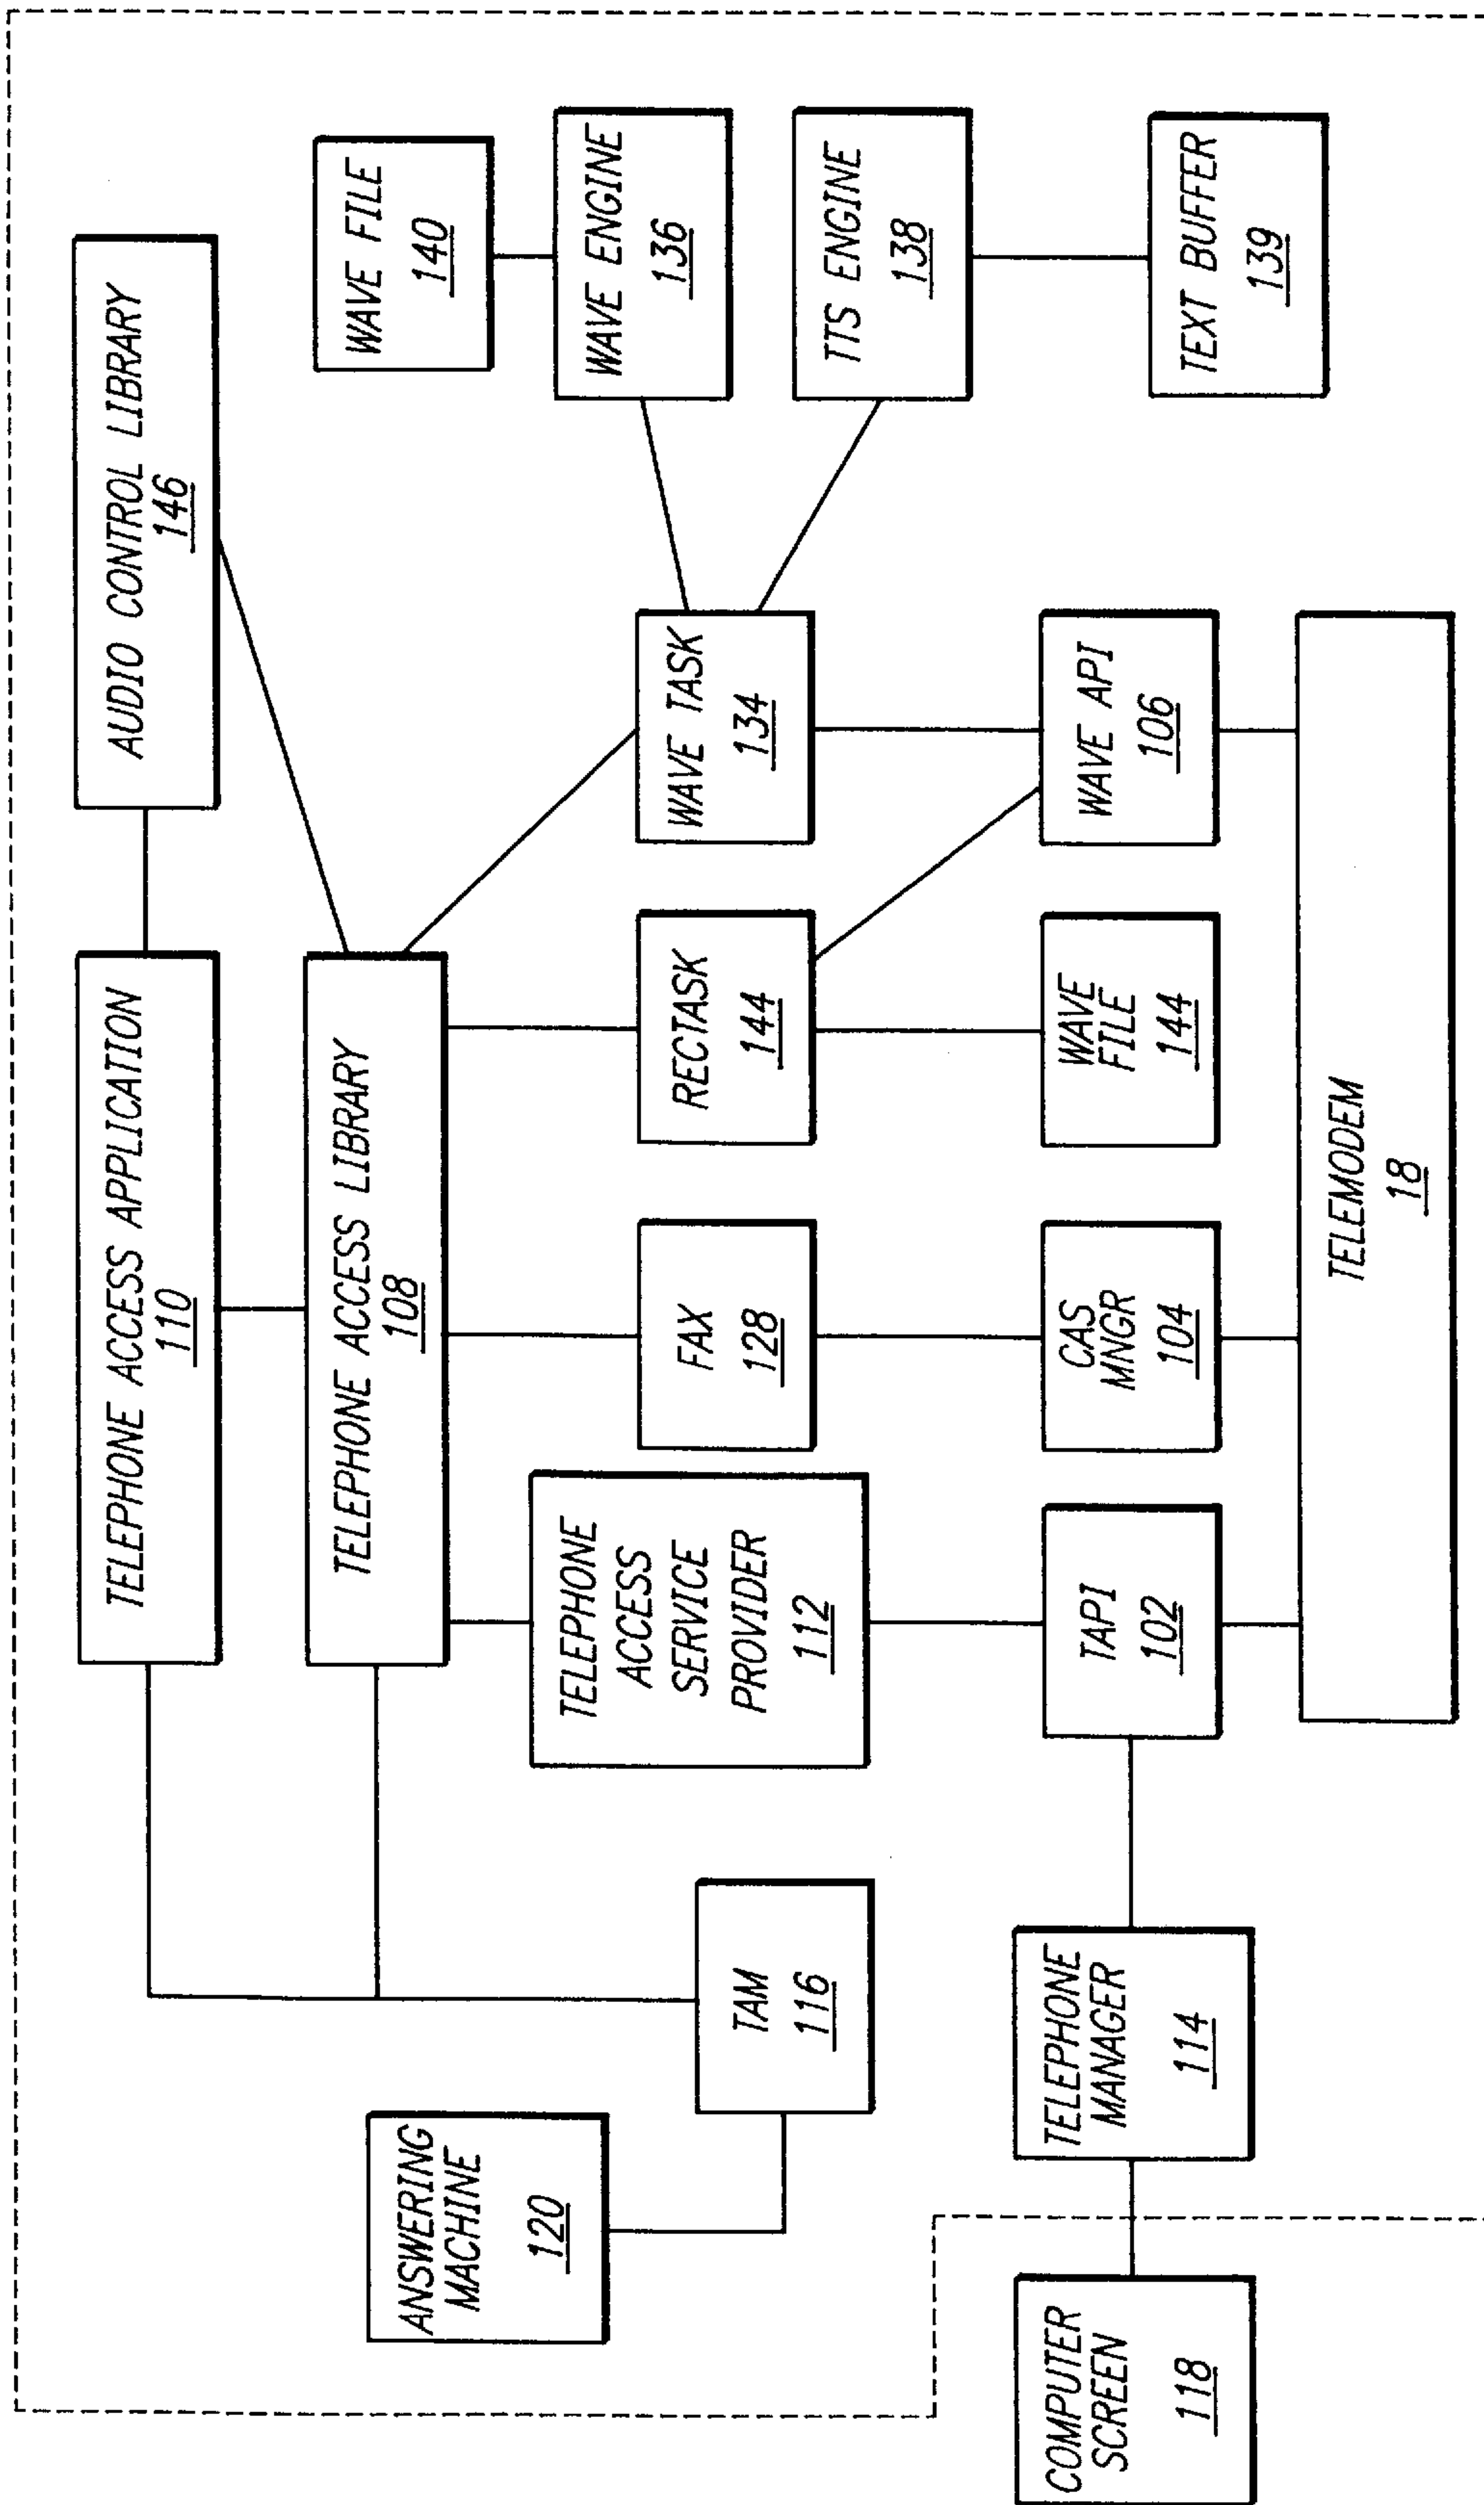 TELEPHONE ACCESS APPLICATION
110
AUDIO CONTROL LIBRARY
146
ANSWERING
MACHINE
120
TELEPHONE ACCESS LIBRARY
108
WAVE FILE
140
TELEPHONE
ACCESS
SERVICE
PROVIDER
112
FAX
128
RECTASK
144
WAVE TASK
134
WAVE ENGINE
136
TAM
116
TTS ENGINE
138
COMPUTER
SCREEN
118
TELEPHONE
MANAGER
114
TAPI
102
CAS
MNGR
104
WAVE
FILE
144
WAVE API
106
TEXT BUFFER
139
TELEMODEM
18